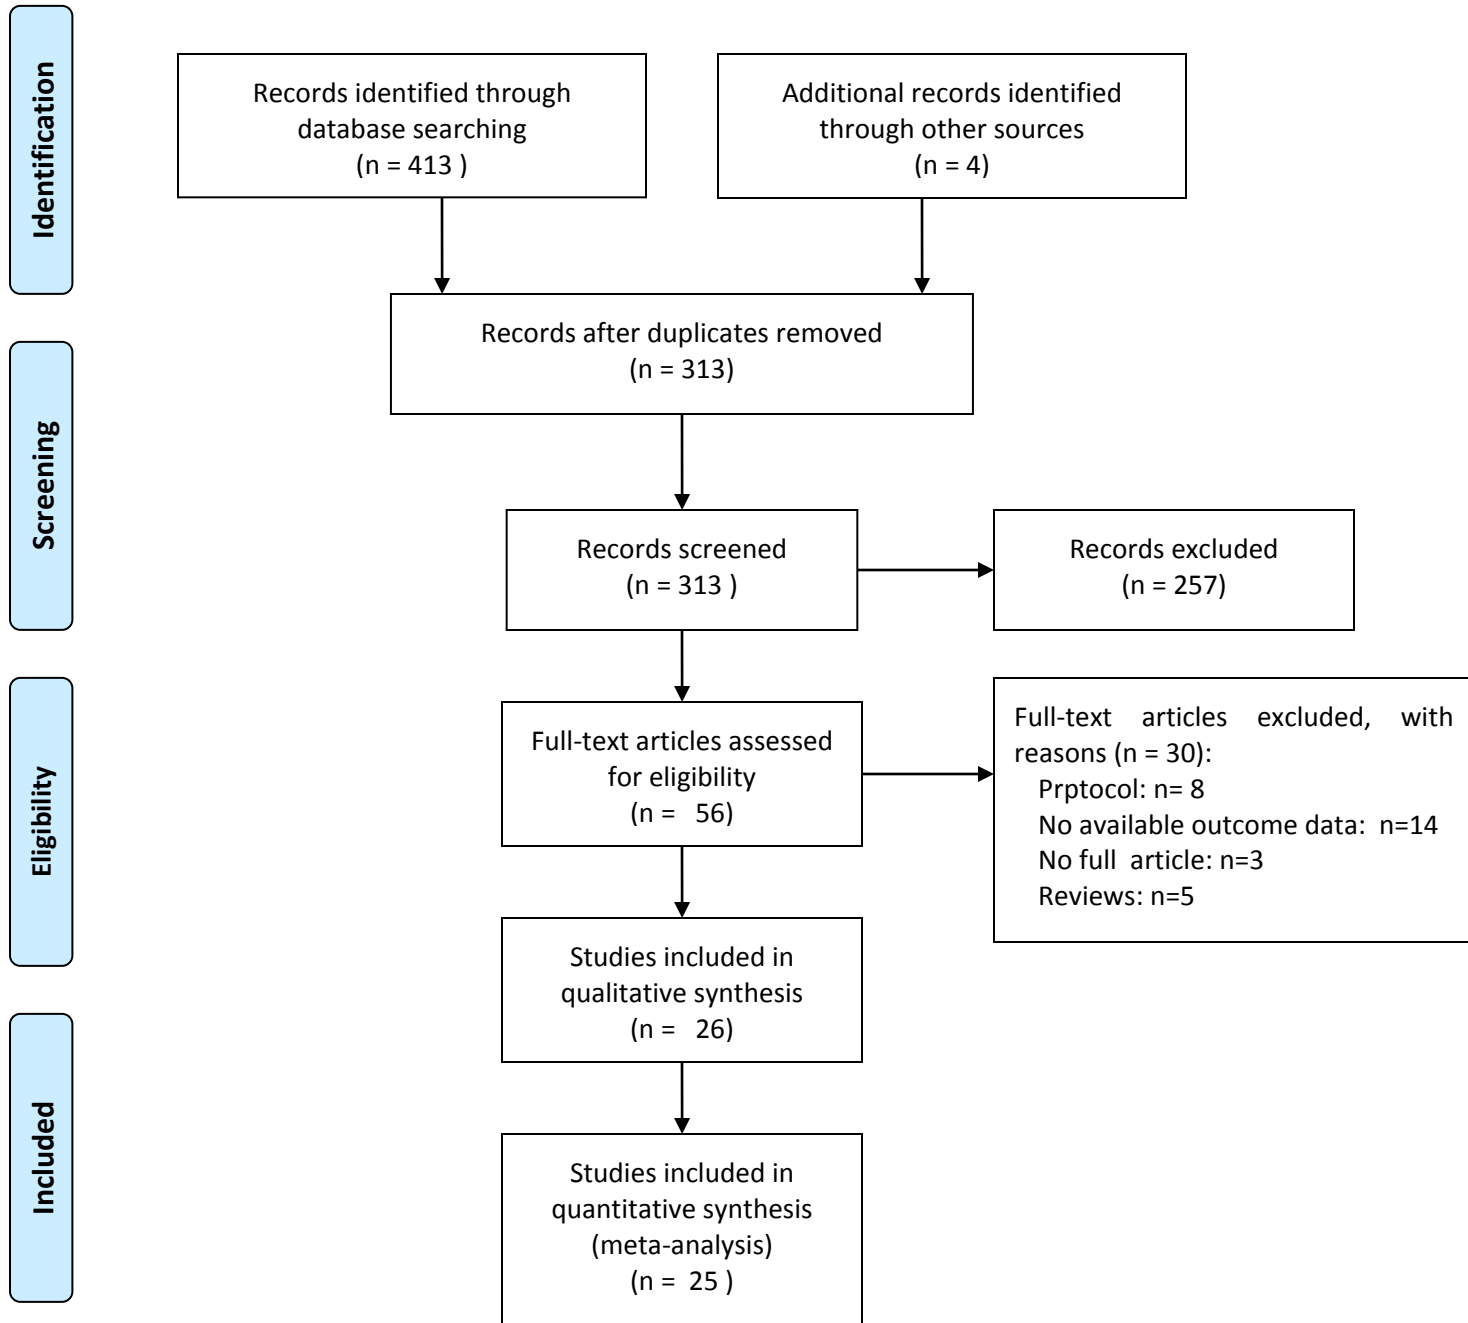 Identification
Records identified through
database searching
(n = 413 )
Additional records identified
through other sources
(n = 4)
Records after duplicates removed
(n = 313)
Screening
Records screened
(n = 313 )
Records excluded
(n = 257)
Eligibility
Full-text articles assessed
for eligibility
(n =   56)
Full-text articles excluded, with
reasons (n = 30):
Prptocol: n= 8
No available outcome data:  n=14
No full  article: n=3
Reviews: n=5
Studies included in
qualitative synthesis
(n =   26)
Included
Studies included in
quantitative synthesis
(meta-analysis)
(n =  25 )